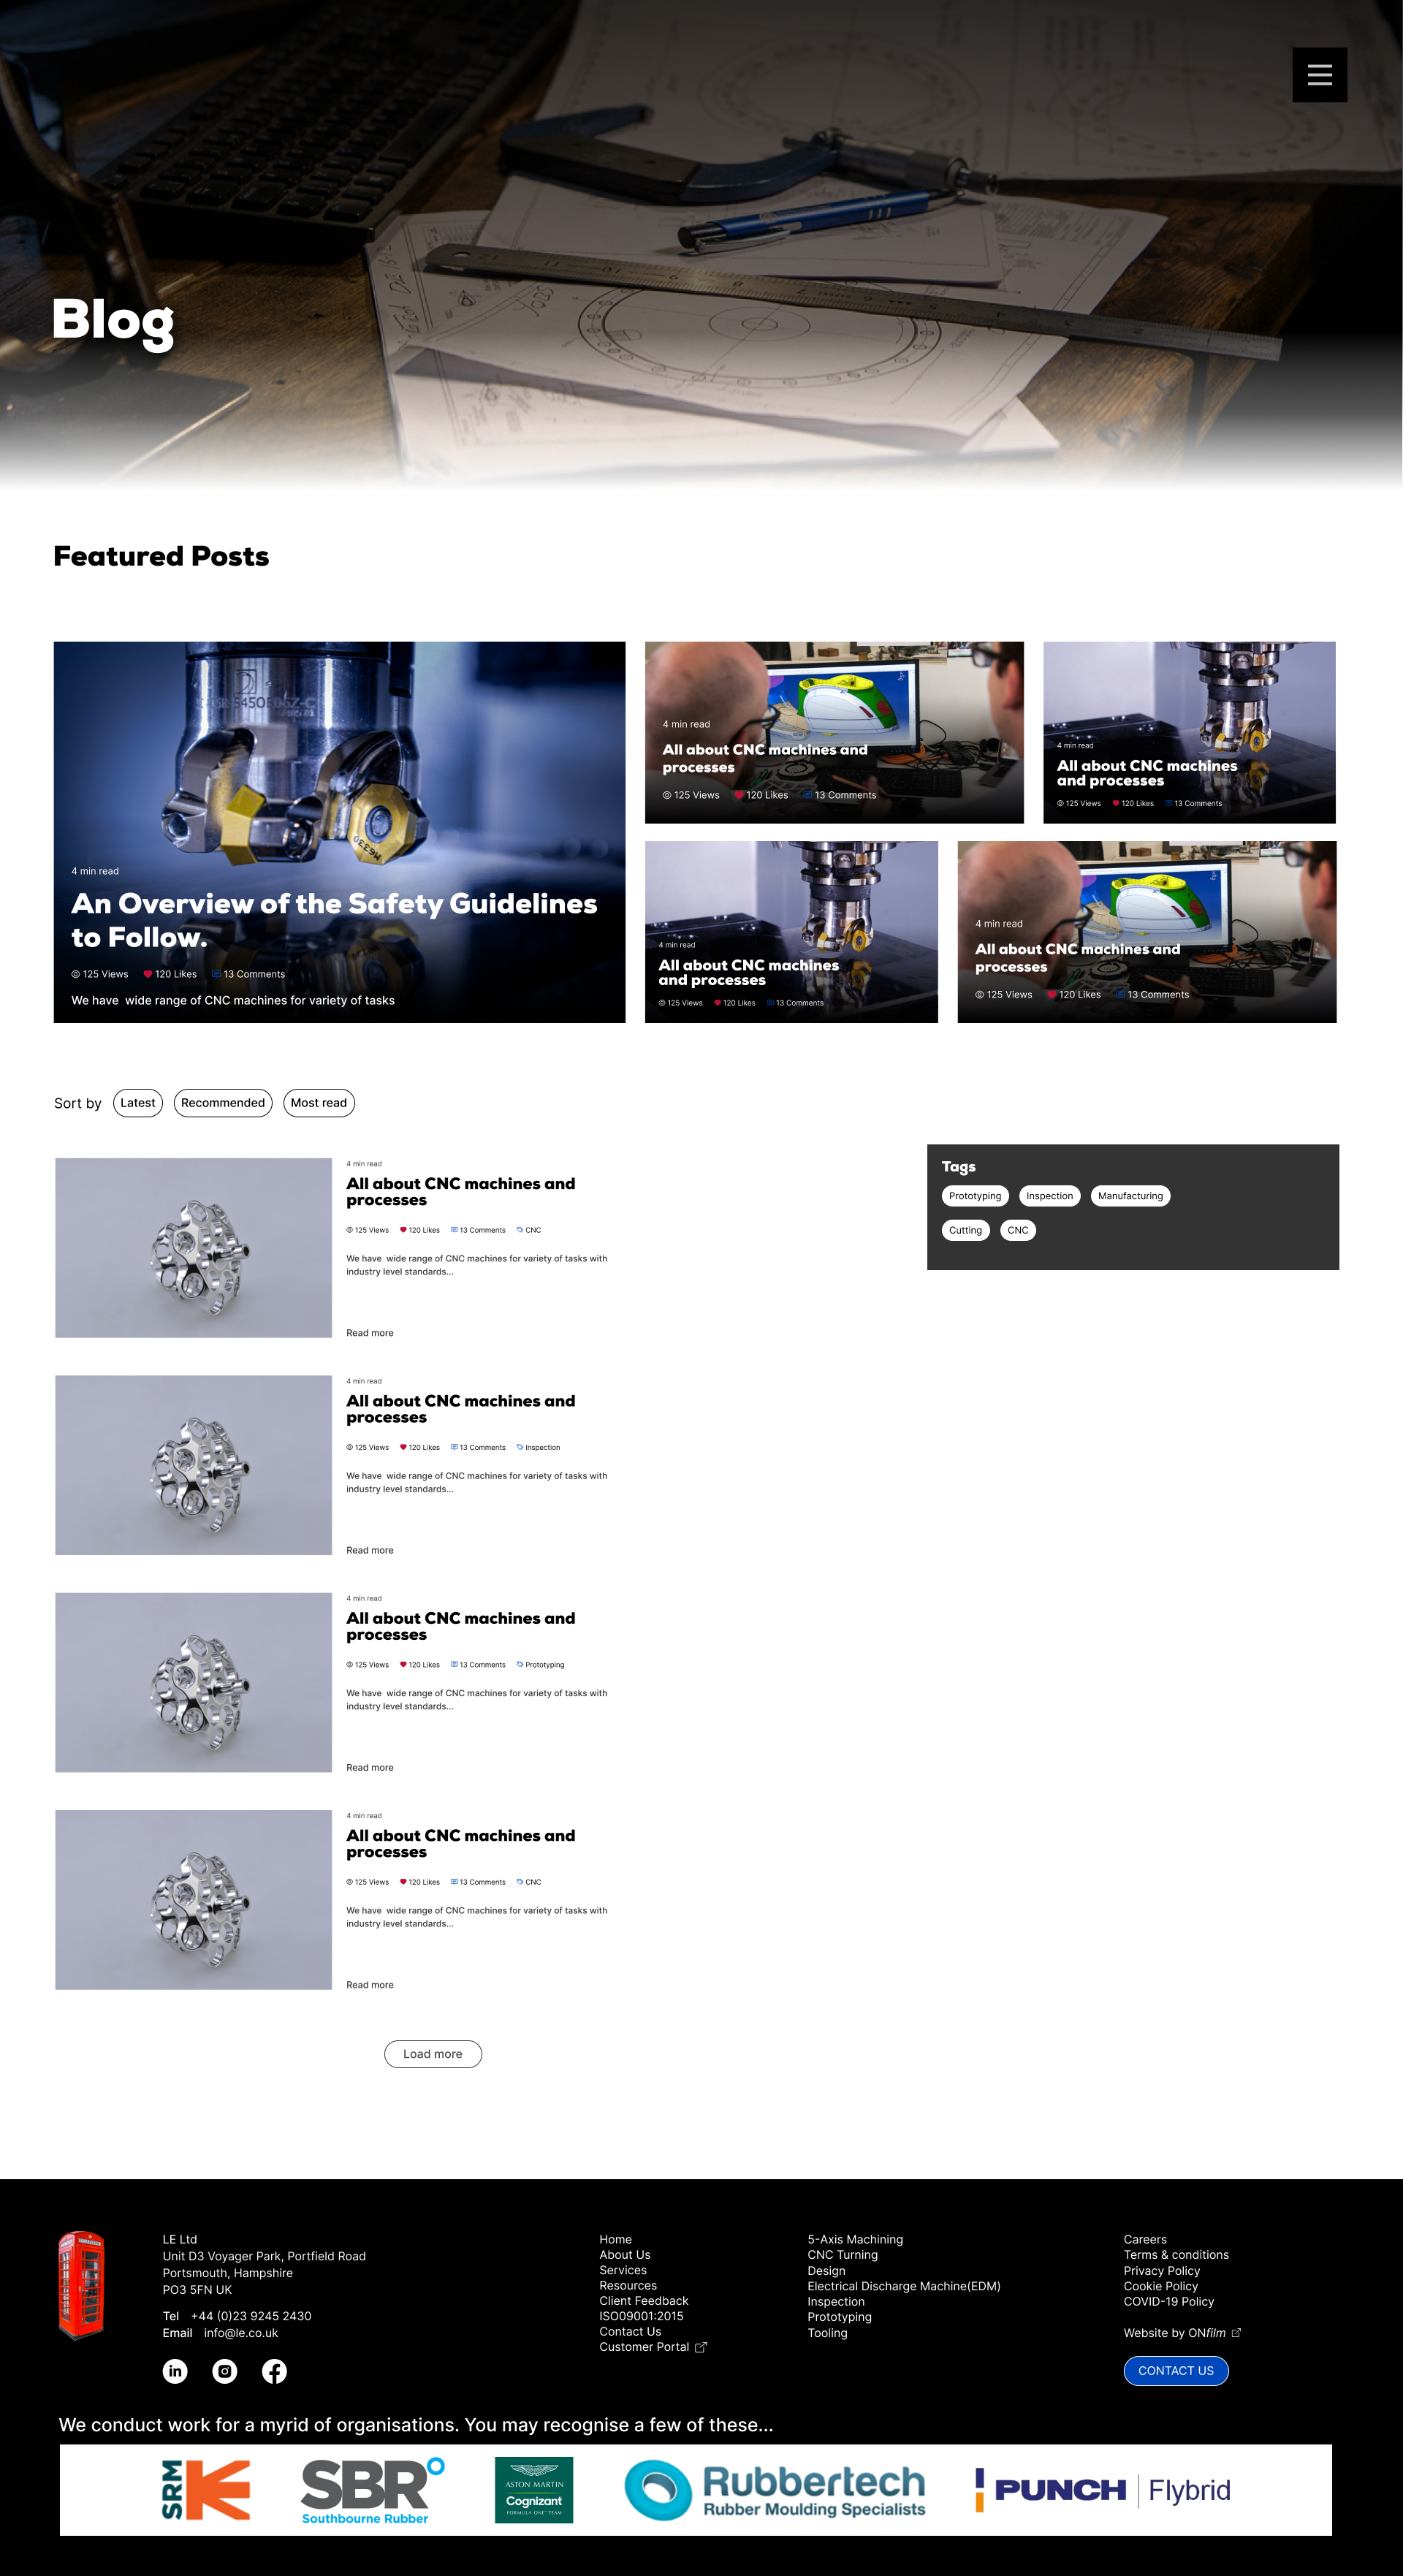 Blog
Featured Posts
4 min read
An Overview of the Safety Guidelines
to Follow.
125 Views 120 Likes 13 Comments
We have wide range of CNC machines for variety of tasks
4 min read
All about CNC machines and
processes
125 Views 120 Likes 13 Comments
4 min read
All about CNC machines
and processes
125 Views 120 Likes 13 Comments
4 min read
All about CNC machines
and processes
125 Views 120 Likes 13 Comments
4 min read
All about CNC machines and
processes
125 Views 120 Likes 13 Comments
Sort by Latest Recommended Most read
4 min read
All about CNC machines and
processes
125 Views 120 Likes 13 Comments CNC
We have wide range of CNC machines for variety of tasks with
industry level standards...
Read more
4 min read
All about CNC machines and
processes
125 Views 120 Likes 13 Comments Inspection
We have wide range of CNC machines for variety of tasks with
industry level standards...
Read more
4 min read
All about CNC machines and
processes
125 Views 120 Likes 13 Comments Prototyping
We have wide range of CNC machines for variety of tasks with
industry level standards...
Read more
4 min read
All about CNC machines and
processes
125 Views 120 Likes 13 Comments CNC
We have wide range of CNC machines for variety of tasks with
industry level standards...
Read more
Load more
Tags
Prototyping Inspection Manufacturing
Cutting CNC
LE Ltd
Unit D3 Voyager Park, Portfield Road
Portsmouth, Hampshire
PO3 5FN UK
Tel +44 (0)23 9245 2430
Email info@le.co.uk
in
Home
About Us
Services
Resources
Client Feedback
ISO09001:2015
Contact Us
Customer Portal
5-Axis Machining
CNC Turning
Design
Electrical Discharge Machine(EDM)
Inspection
Prototyping
Tooling
Careers
Terms & conditions
Privacy Policy
Cookie Policy
COVID-19 Policy
Website by ONfilm
CONTACT US
We conduct work for a myrid of organisations. You may recognise a few of these...
SRM
SBR
Southbourne Rubber
ASTON MARTIN
Cognizant
FORMULA ONE TEAM
Rubbertech
Rubber Moulding Specialists
PUNCH Flybrid